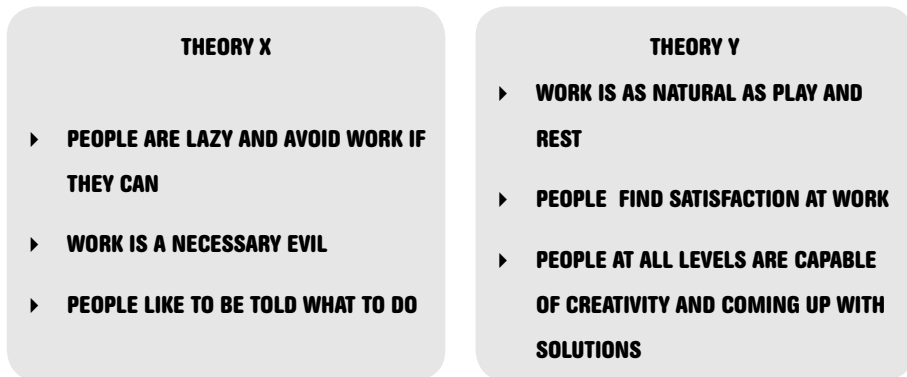 THEORY X
▸ PEOPLE ARE LAZY AND AVOID WORK IF
THEY CAN
▸ WORK IS A NECESSARY EVIL
▸ PEOPLE LIKE TO BE TOLD WHAT TO DO
THEORY Y
▸ WORK IS AS NATURAL AS PLAY AND
REST
▸ PEOPLE  FIND SATISFACTION AT WORK
▸ PEOPLE AT ALL LEVELS ARE CAPABLE
OF CREATIVITY AND COMING UP WITH
SOLUTIONS